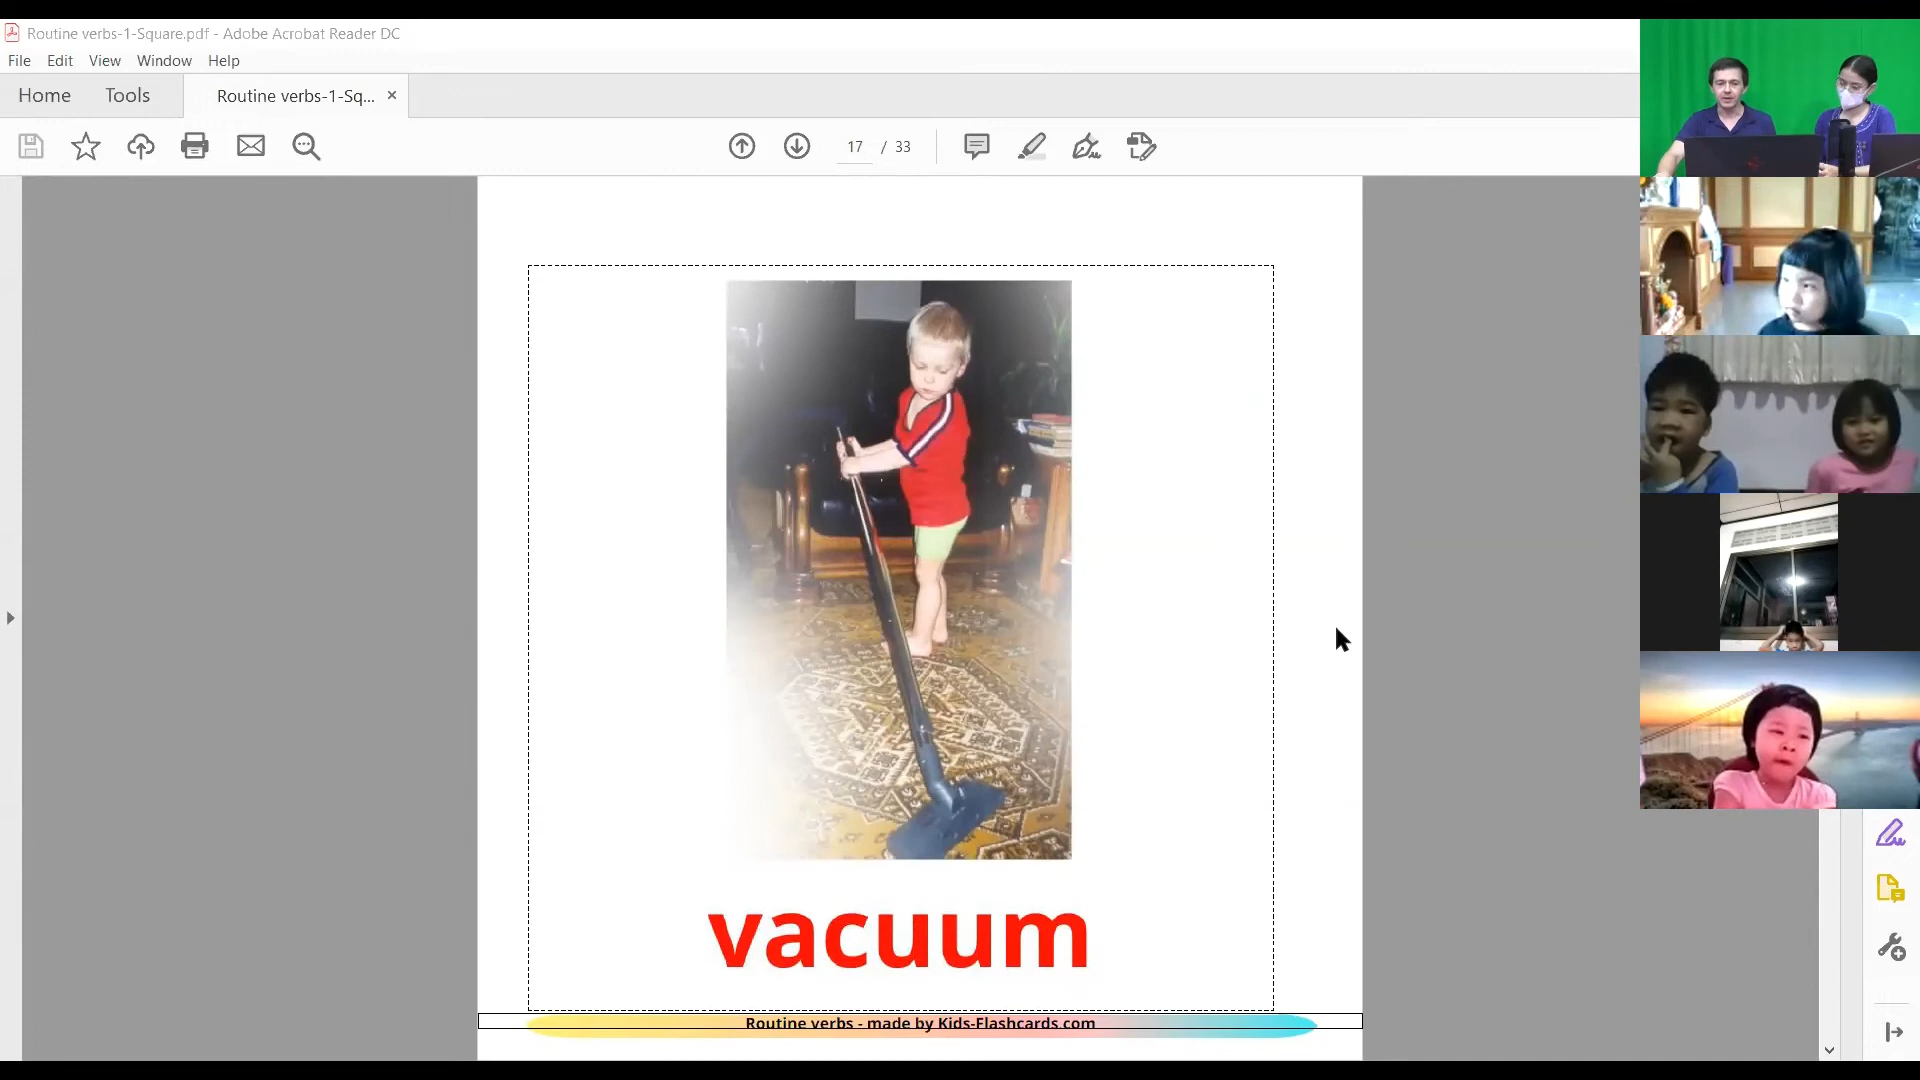 Routine verbs-1-Square.pdf - Adobe Acrobat Reader DC
File Edit View Window Help
Home Tools Routine verbs-1-Sq... ×
17 / 33
vacuum
Routine verbs - made by Kids-Flashcards.com